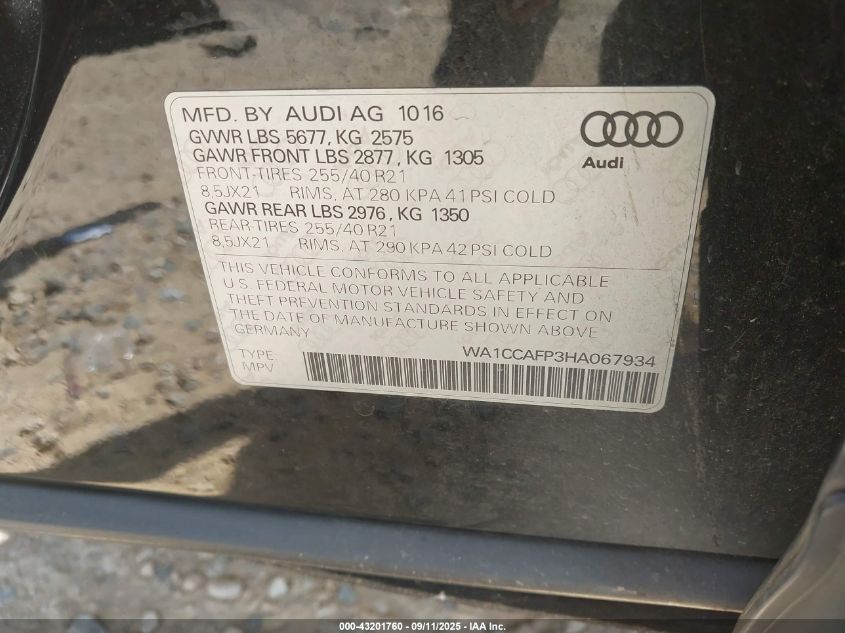 MFD. BY AUDI AG 1016
GVWR LBS 5677, KG 2575
GAWR FRONT LBS 2877, KG 1305
FRONT-TIRES 255/40 R21
8,5JX21 RIMS, AT 280 KPA 41 PSI COLD
GAWR REAR LBS 2976, KG 1350
REAR-TIRES 255/40 R21
8,5JX21 RIMS, AT 290 KPA 42 PSI COLD
Audi
THIS VEHICLE CONFORMS TO ALL APPLICABLE
U.S. FEDERAL MOTOR VEHICLE SAFETY AND
THEFT PREVENTION STANDARDS IN EFFECT ON
THE DATE OF MANUFACTURE SHOWN ABOVE
GERMANY
WA1CCAFP3HA067934
TYPE:
MPV
000-43201760 - 09/11/2025 - IAA Inc.